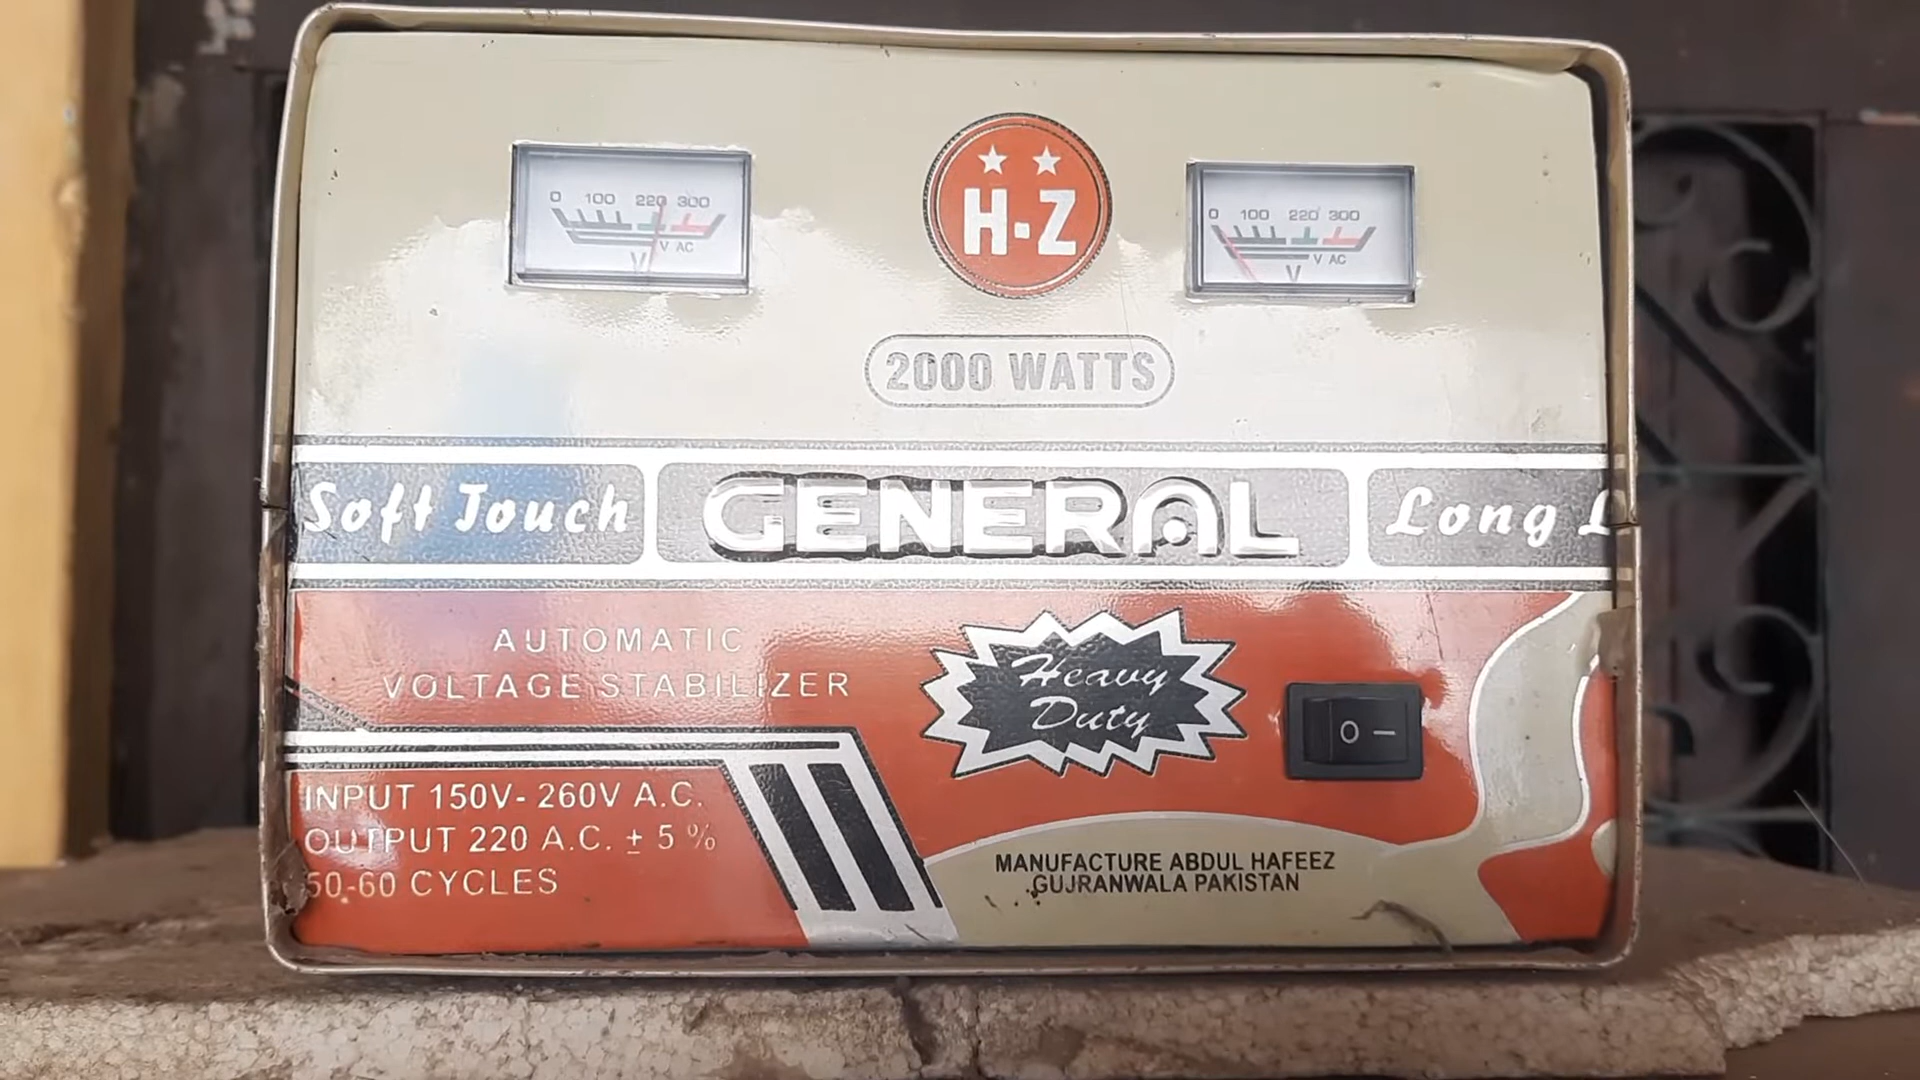 0 100 220 300
V AC
V
H-Z
0 100 220 300
V AC
V
2000 WATTS
Soft Touch
GENERAL
Long L
AUTOMATIC
VOLTAGE STABILIZER
Heavy
Duty
INPUT 150V- 260V A.C.
OUTPUT 220 A.C. ± 5 %
50-60 CYCLES
MANUFACTURE ABDUL HAFEEZ
GUJRANWALA PAKISTAN